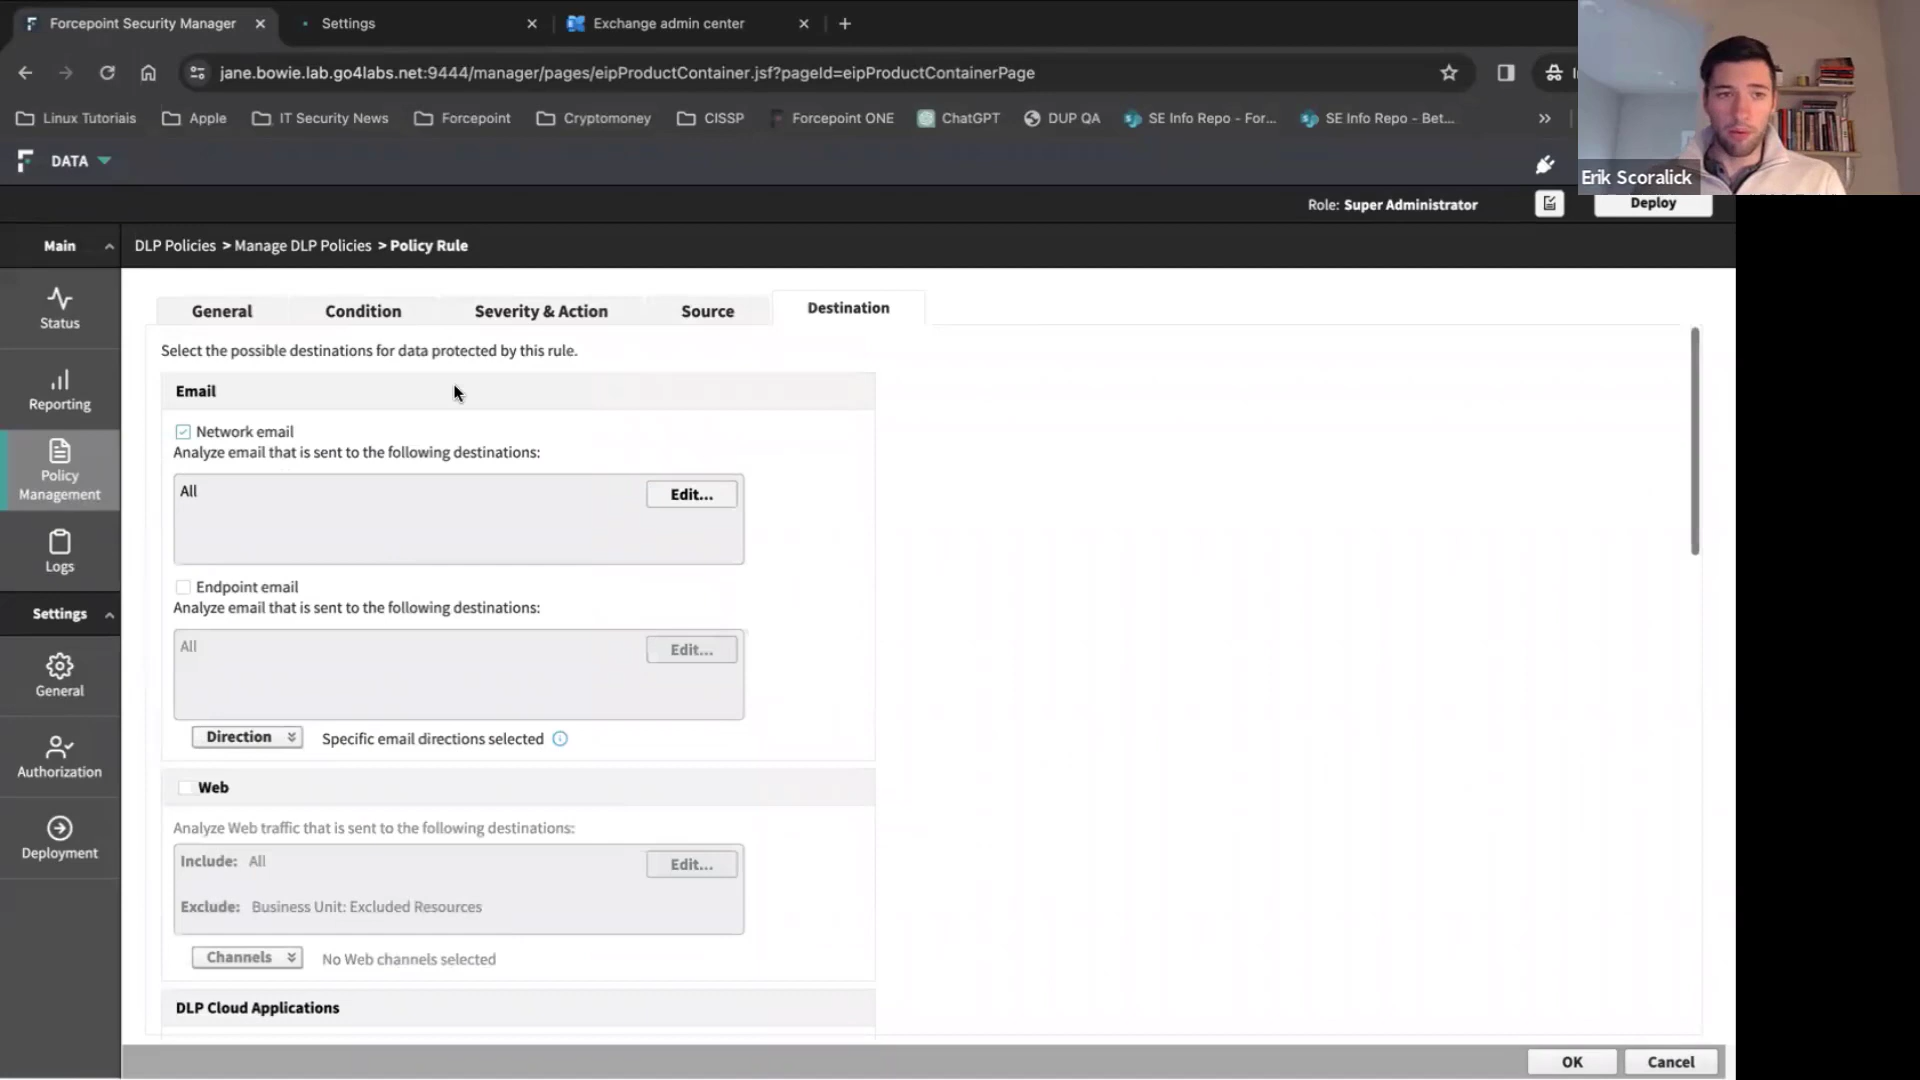 Forcepoint Security Manager
Settings
Exchange admin center
jane.bowie.lab.go4labs.net:9444/manager/pages/eipProductContainer.jsf?pageId=eipProductContainerPage
Linux Tutorials
Apple
IT Security News
Forcepoint
Cryptomoney
CISSP
Forcepoint ONE
ChatGPT
DUP QA
SE Info Repo - For...
SE Info Repo - Bet...
DATA
Erik Scoralick
Role: Super Administrator
Deploy
Main
DLP Policies > Manage DLP Policies > Policy Rule
Status
Reporting
Policy
Management
Logs
Settings
General
Authorization
Deployment
General
Condition
Severity & Action
Source
Destination
Select the possible destinations for data protected by this rule.
Email
Network email
Analyze email that is sent to the following destinations:
All
Edit...
Endpoint email
Analyze email that is sent to the following destinations:
All
Edit...
Direction
Specific email directions selected
Web
Analyze Web traffic that is sent to the following destinations:
Include: All
Edit...
Exclude: Business Unit: Excluded Resources
Channels
No Web channels selected
DLP Cloud Applications
OK
Cancel